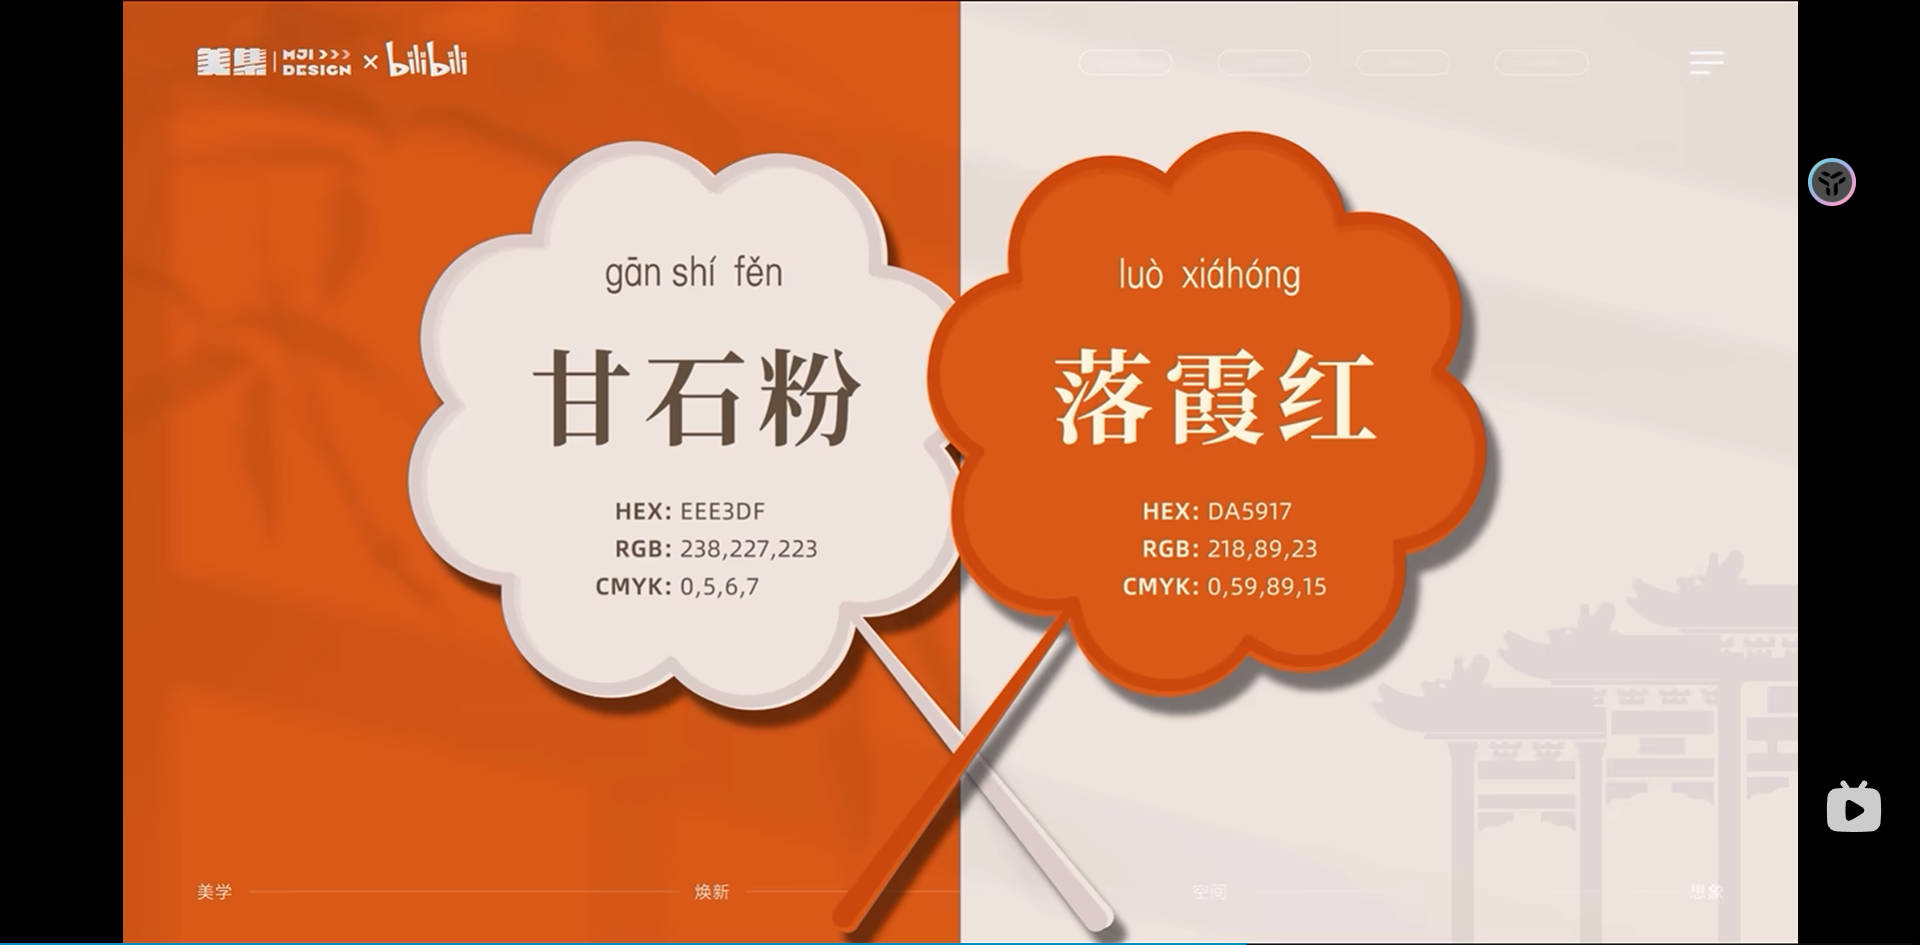 美集 MJI >>> DESIGN × bilibili
gān shí fěn
甘石粉
HEX: EEE3DF
RGB: 238,227,223
CMYK: 0,5,6,7
luò xiáhóng
落霞红
HEX: DA5917
RGB: 218,89,23
CMYK: 0,59,89,15
美学
焕新
空间
想象